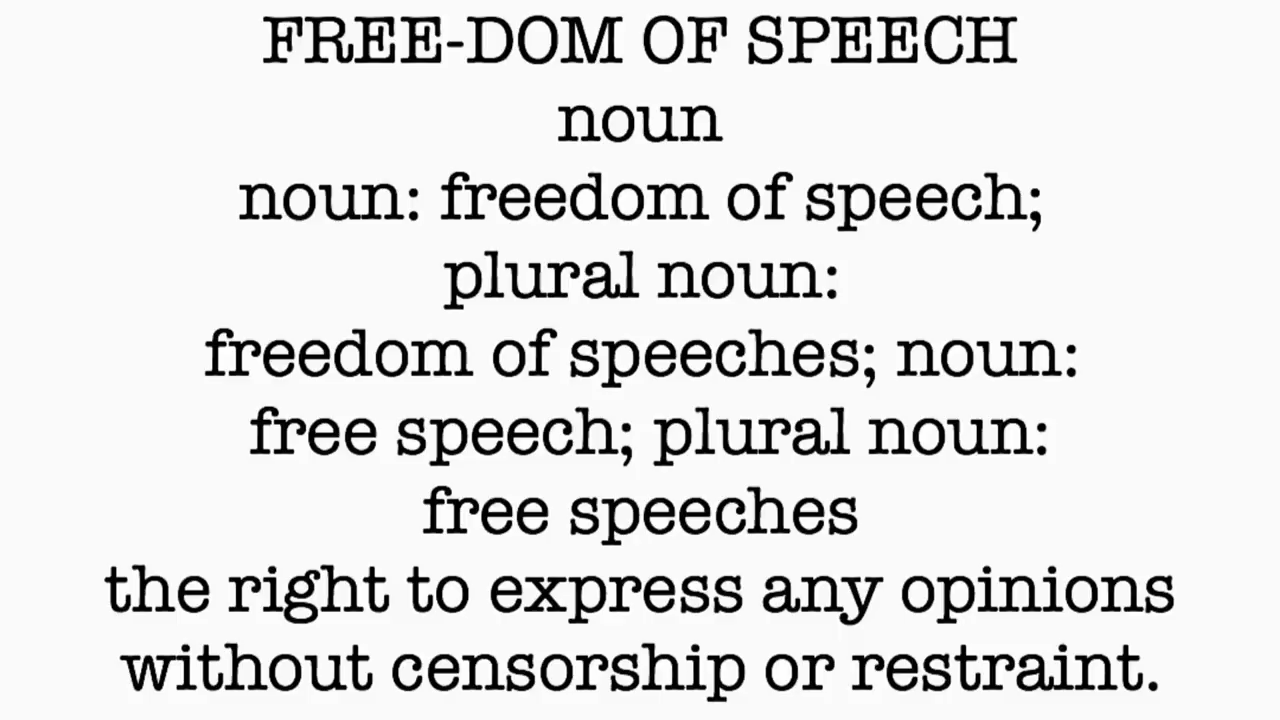 FREE-DOM OF SPEECH
noun
noun: freedom of speech;
plural noun:
freedom of speeches; noun:
free speech; plural noun:
free speeches
the right to express any opinions
without censorship or restraint.